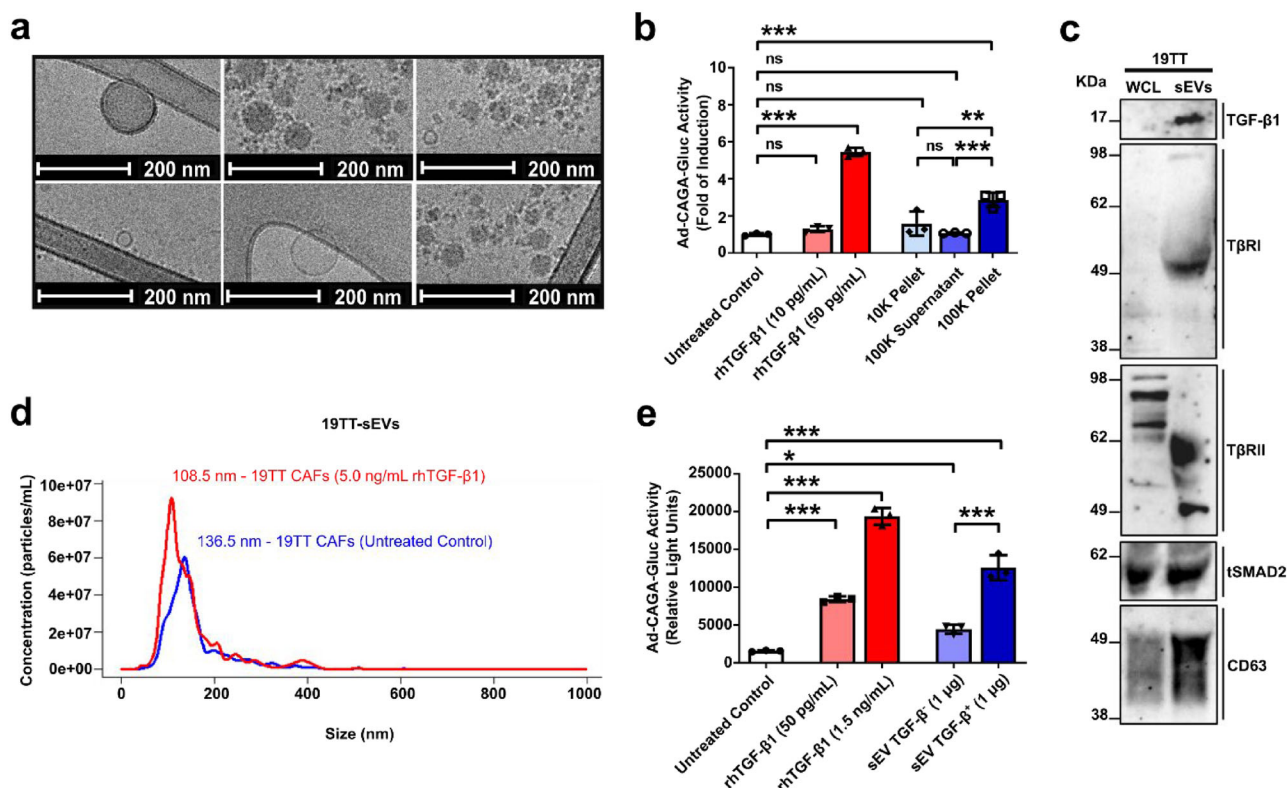 a
200 nm
200 nm
200 nm
200 nm
200 nm
200 nm
b
***
ns
ns
***
**
ns
ns
***
Ad-CAGA-Gluc Activity
(Fold of Induction)
10
8
6
4
2
0
Untreated Control
rhTGF-β1 (10 pg/mL)
rhTGF-β1 (50 pg/mL)
10K Pellet
100K Supernatant
100K Pellet
c
19TT
KDa
WCL
sEVs
17
TGF-β1
98
62
49
38
TβRI
98
62
49
TβRII
62
tSMAD2
49
38
CD63
d
19TT-sEVs
108.5 nm - 19TT CAFs (5.0 ng/mL rhTGF-β1)
136.5 nm - 19TT CAFs (Untreated Control)
Concentration (particles/mL)
10e+07
8e+07
6e+07
4e+07
2e+07
0e+00
0
200
400
600
800
1000
Size (nm)
e
***
*
***
***
***
Ad-CAGA-Gluc Activity
(Relative Light Units)
25000
20000
15000
10000
5000
0
Untreated Control
rhTGF-β1 (50 pg/mL)
rhTGF-β1 (1.5 ng/mL)
sEV TGF-β⁻ (1 μg)
sEV TGF-β⁺ (1 μg)